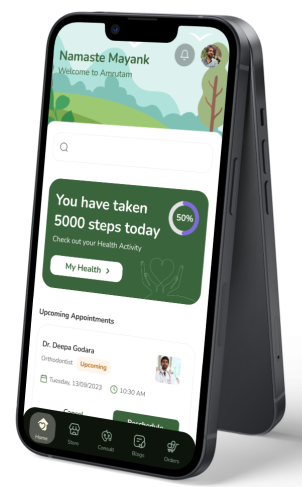 Namaste Mayank
Welcome to Amrutam
You have taken
5000 steps today
50%
Check out your Health Activity
My Health >
Upcoming Appointments
Dr. Deepa Godara
Orthodontist Upcoming
Tuesday, 13/09/2023 10:30 AM
Cancel Reschedule
Home Store Consult Blogs Orders